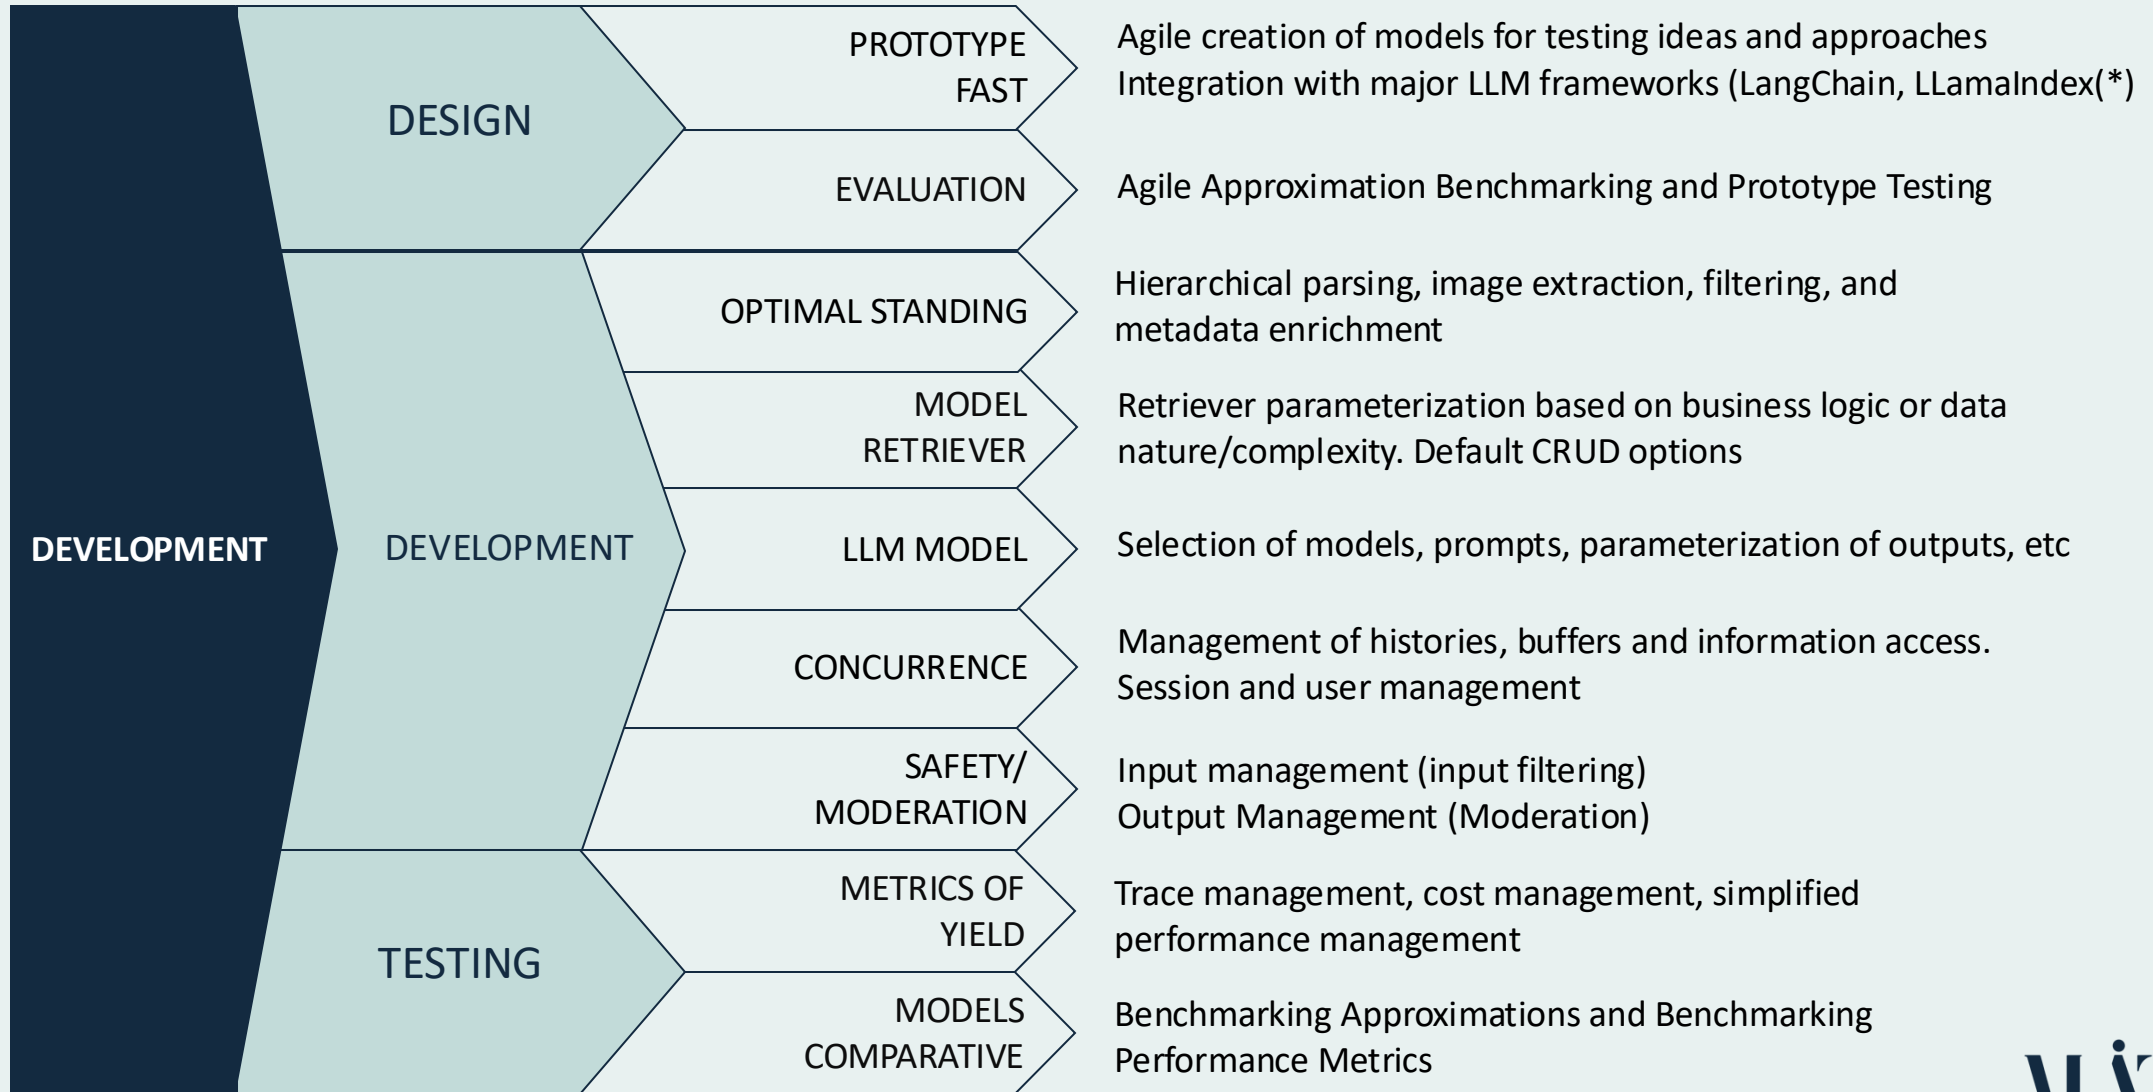 DEVELOPMENT
DESIGN
PROTOTYPE
FAST
Agile creation of models for testing ideas and approaches
Integration with major LLM frameworks (LangChain, LLamaIndex(*)
EVALUATION
Agile Approximation Benchmarking and Prototype Testing
DEVELOPMENT
OPTIMAL STANDING
Hierarchical parsing, image extraction, filtering, and
metadata enrichment
MODEL
RETRIEVER
Retriever parameterization based on business logic or data
nature/complexity. Default CRUD options
LLM MODEL
Selection of models, prompts, parameterization of outputs, etc
CONCURRENCE
Management of histories, buffers and information access.
Session and user management
SAFETY/
MODERATION
Input management (input filtering)
Output Management (Moderation)
TESTING
METRICS OF
YIELD
Trace management, cost management, simplified
performance management
MODELS
COMPARATIVE
Benchmarking Approximations and Benchmarking
Performance Metrics